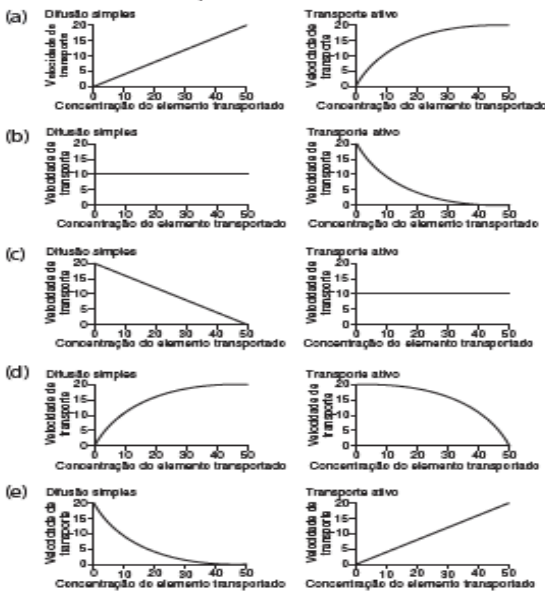 (a) Difusão simples Transporte ativo
Velocidade de transporte
20
15
10
5
0
0 10 20 30 40 50
Concentração do elemento transportado
Velocidade de transporte
20
15
10
5
0
0 10 20 30 40 50
Concentração do elemento transportado
(b) Difusão simples Transporte ativo
Velocidade de transporte
20
15
10
5
0
0 10 20 30 40 50
Concentração do elemento transportado
Velocidade de transporte
20
15
10
5
0
0 10 20 30 40 50
Concentração do elemento transportado
(c) Difusão simples Transporte ativo
Velocidade de transporte
20
15
10
5
0
0 10 20 30 40 50
Concentração do elemento transportado
Velocidade de transporte
20
15
10
5
0
0 10 20 30 40 50
Concentração do elemento transportado
(d) Difusão simples Transporte ativo
Velocidade de transporte
20
15
10
5
0
0 10 20 30 40 50
Concentração do elemento transportado
Velocidade de transporte
20
15
10
5
0
0 10 20 30 40 50
Concentração do elemento transportado
(e) Difusão simples Transporte ativo
Velocidade de transporte
20
15
10
5
0
0 10 20 30 40 50
Concentração do elemento transportado
Velocidade de transporte
20
15
10
5
0
0 10 20 30 40 50
Concentração do elemento transportado